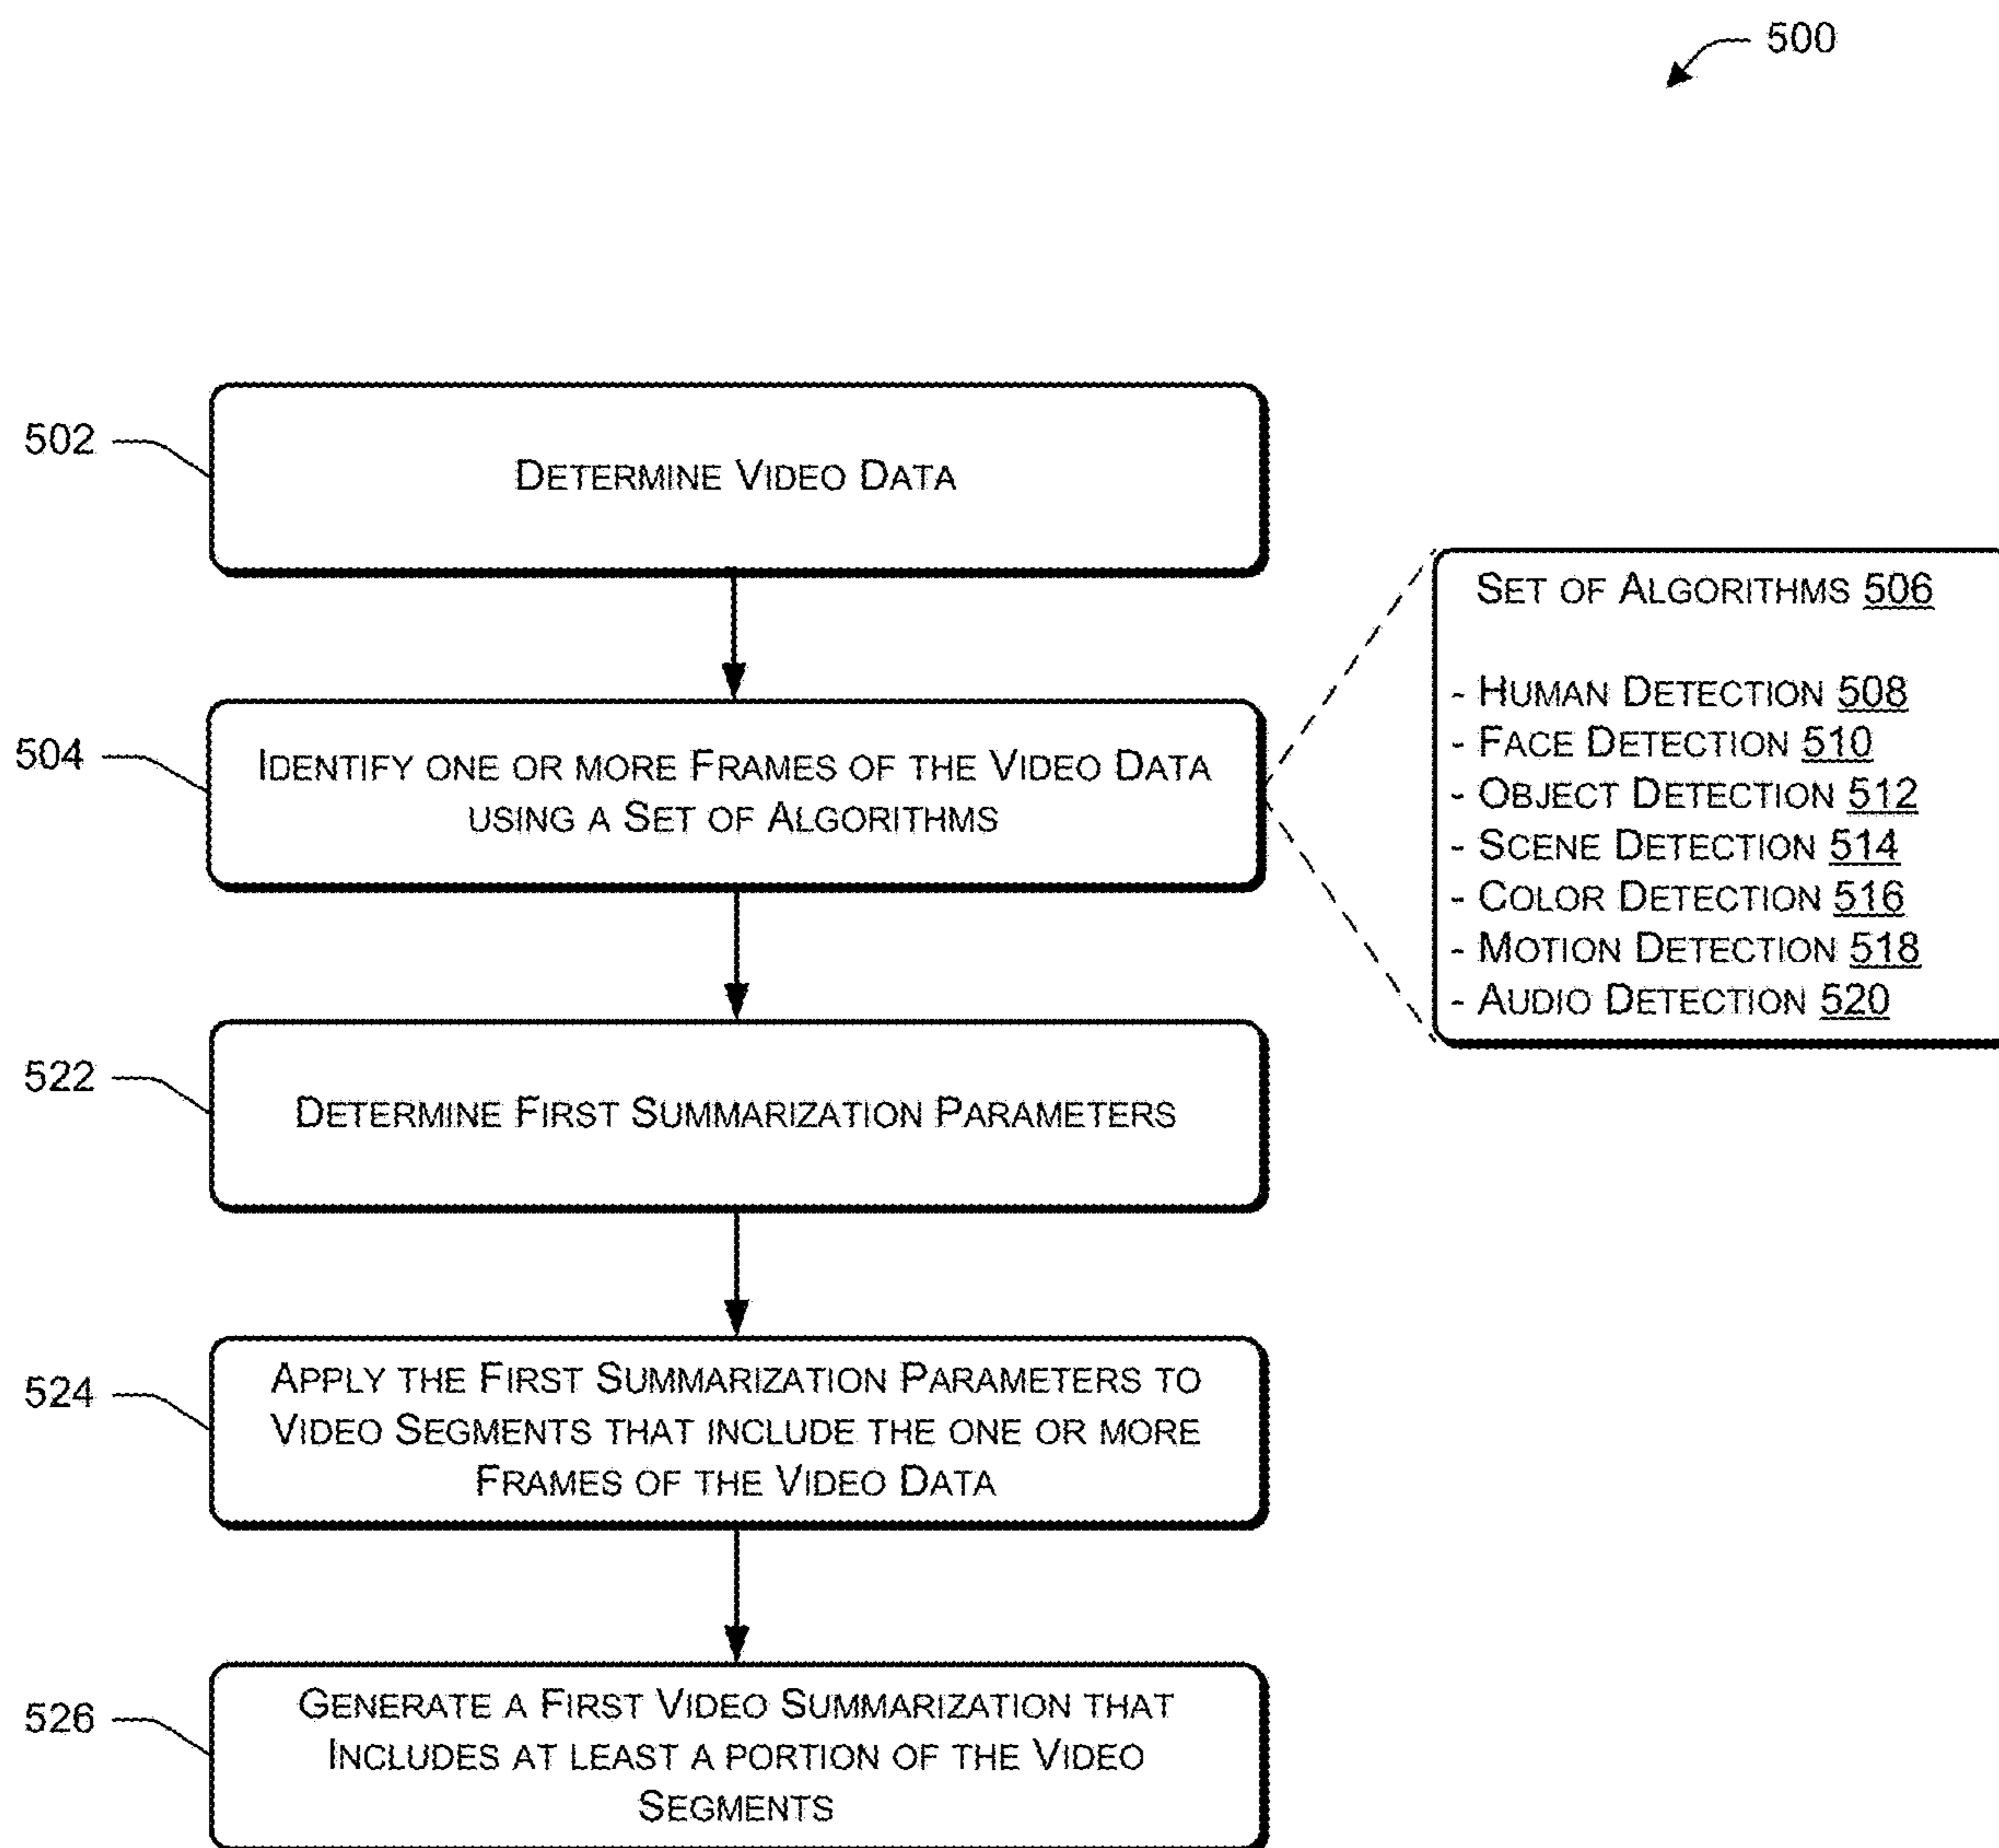 500
502
DETERMINE VIDEO DATA
504
IDENTIFY ONE OR MORE FRAMES OF THE VIDEO DATA
USING A SET OF ALGORITHMS
SET OF ALGORITHMS 506
- HUMAN DETECTION 508
- FACE DETECTION 510
- OBJECT DETECTION 512
- SCENE DETECTION 514
- COLOR DETECTION 516
- MOTION DETECTION 518
- AUDIO DETECTION 520
522
DETERMINE FIRST SUMMARIZATION PARAMETERS
524
APPLY THE FIRST SUMMARIZATION PARAMETERS TO
VIDEO SEGMENTS THAT INCLUDE THE ONE OR MORE
FRAMES OF THE VIDEO DATA
526
GENERATE A FIRST VIDEO SUMMARIZATION THAT
INCLUDES AT LEAST A PORTION OF THE VIDEO
SEGMENTS